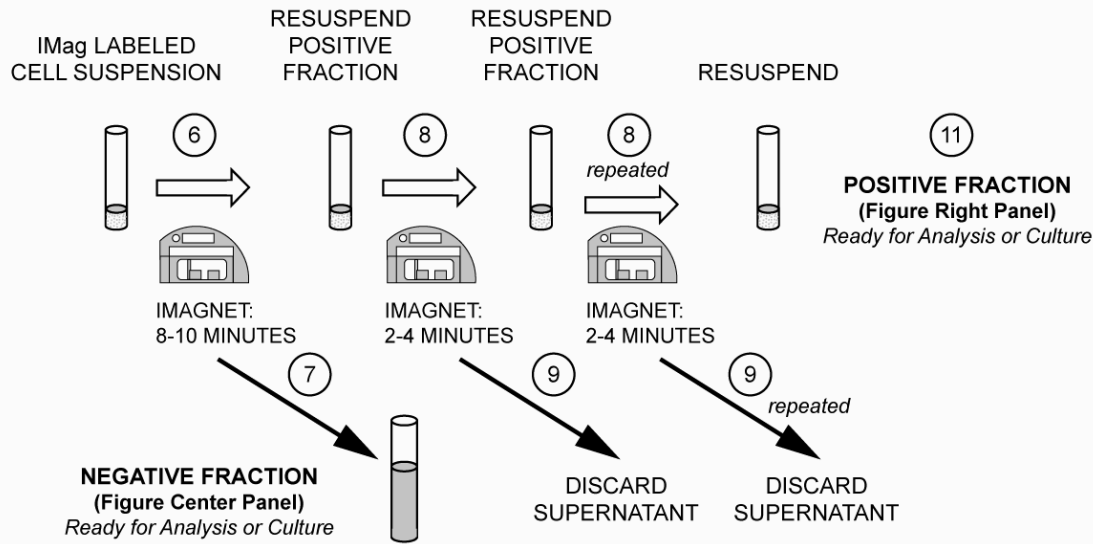 IMag LABELED
CELL SUSPENSION
RESUSPEND
POSITIVE
FRACTION
RESUSPEND
POSITIVE
FRACTION
RESUSPEND
6
8
8
repeated
11
POSITIVE FRACTION
(Figure Right Panel)
Ready for Analysis or Culture
IMAGNET:
8-10 MINUTES
IMAGNET:
2-4 MINUTES
IMAGNET:
2-4 MINUTES
7
9
9
repeated
NEGATIVE FRACTION
(Figure Center Panel)
Ready for Analysis or Culture
DISCARD
SUPERNATANT
DISCARD
SUPERNATANT